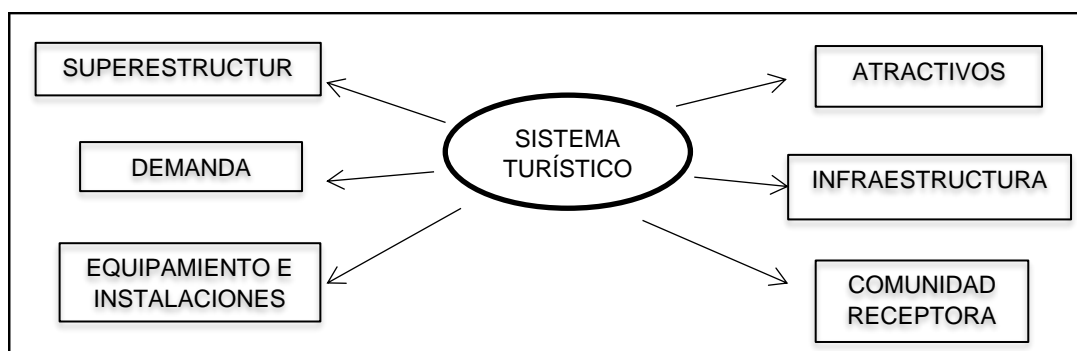 SUPERESTRUCTUR
DEMANDA
EQUIPAMIENTO E
INSTALACIONES
SISTEMA
TURÍSTICO
ATRACTIVOS
INFRAESTRUCTURA
COMUNIDAD
RECEPTORA